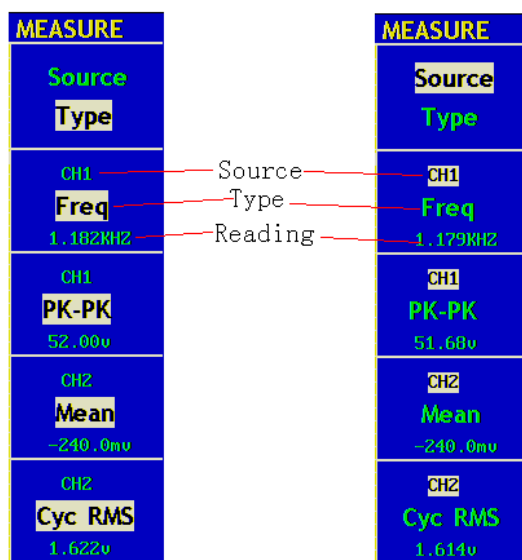 MEASURE
Source
Type
CH1
Freq
1.182KHZ
CH1
PK-PK
52.00v
CH2
Mean
-240.0mv
CH2
Cyc RMS
1.622v
Source
Type
Reading
MEASURE
Source
Type
CH1
Freq
1.179KHZ
CH1
PK-PK
51.68v
CH2
Mean
-240.0mv
CH2
Cyc RMS
1.614v